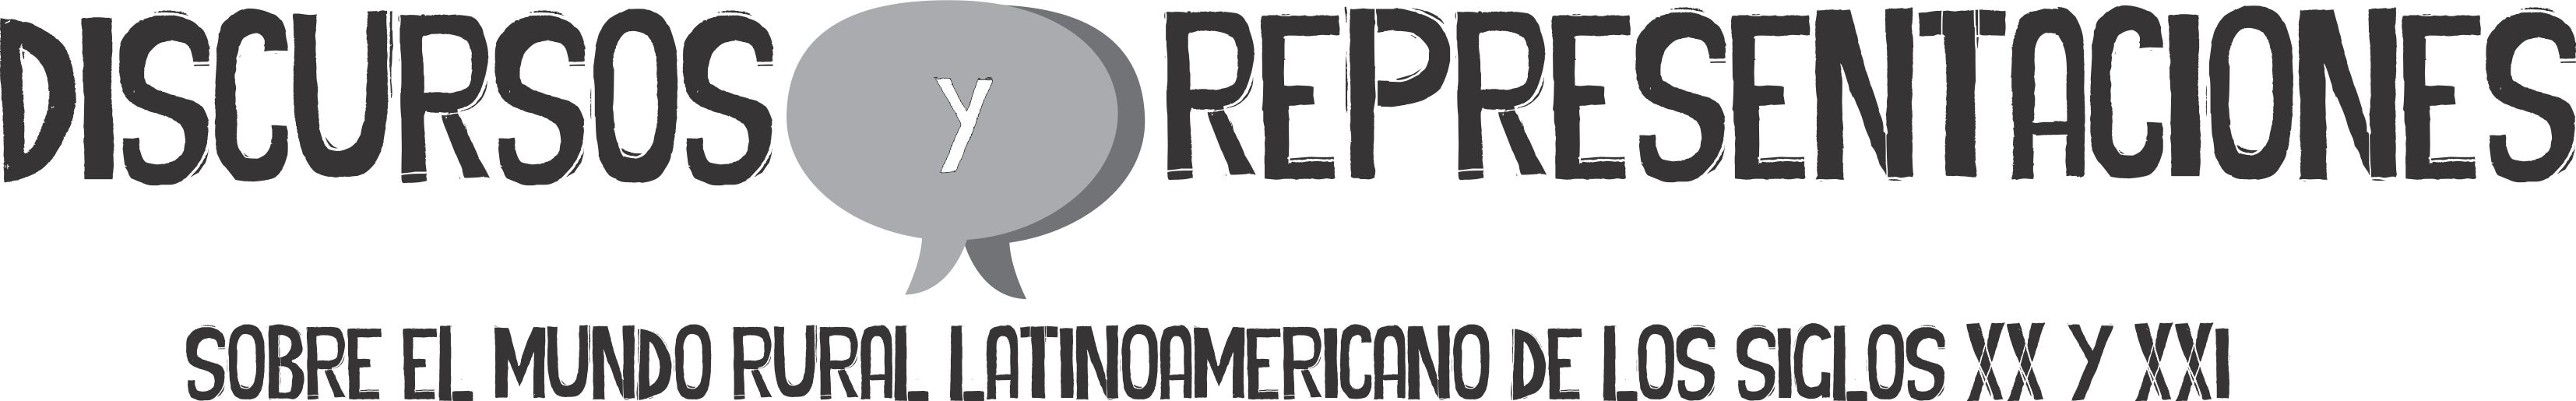 DISCURSOS y REPRESENTACIONES
SOBRE EL MUNDO RURAL LATINOAMERICANO DE LOS SIGLOS XX Y XXI